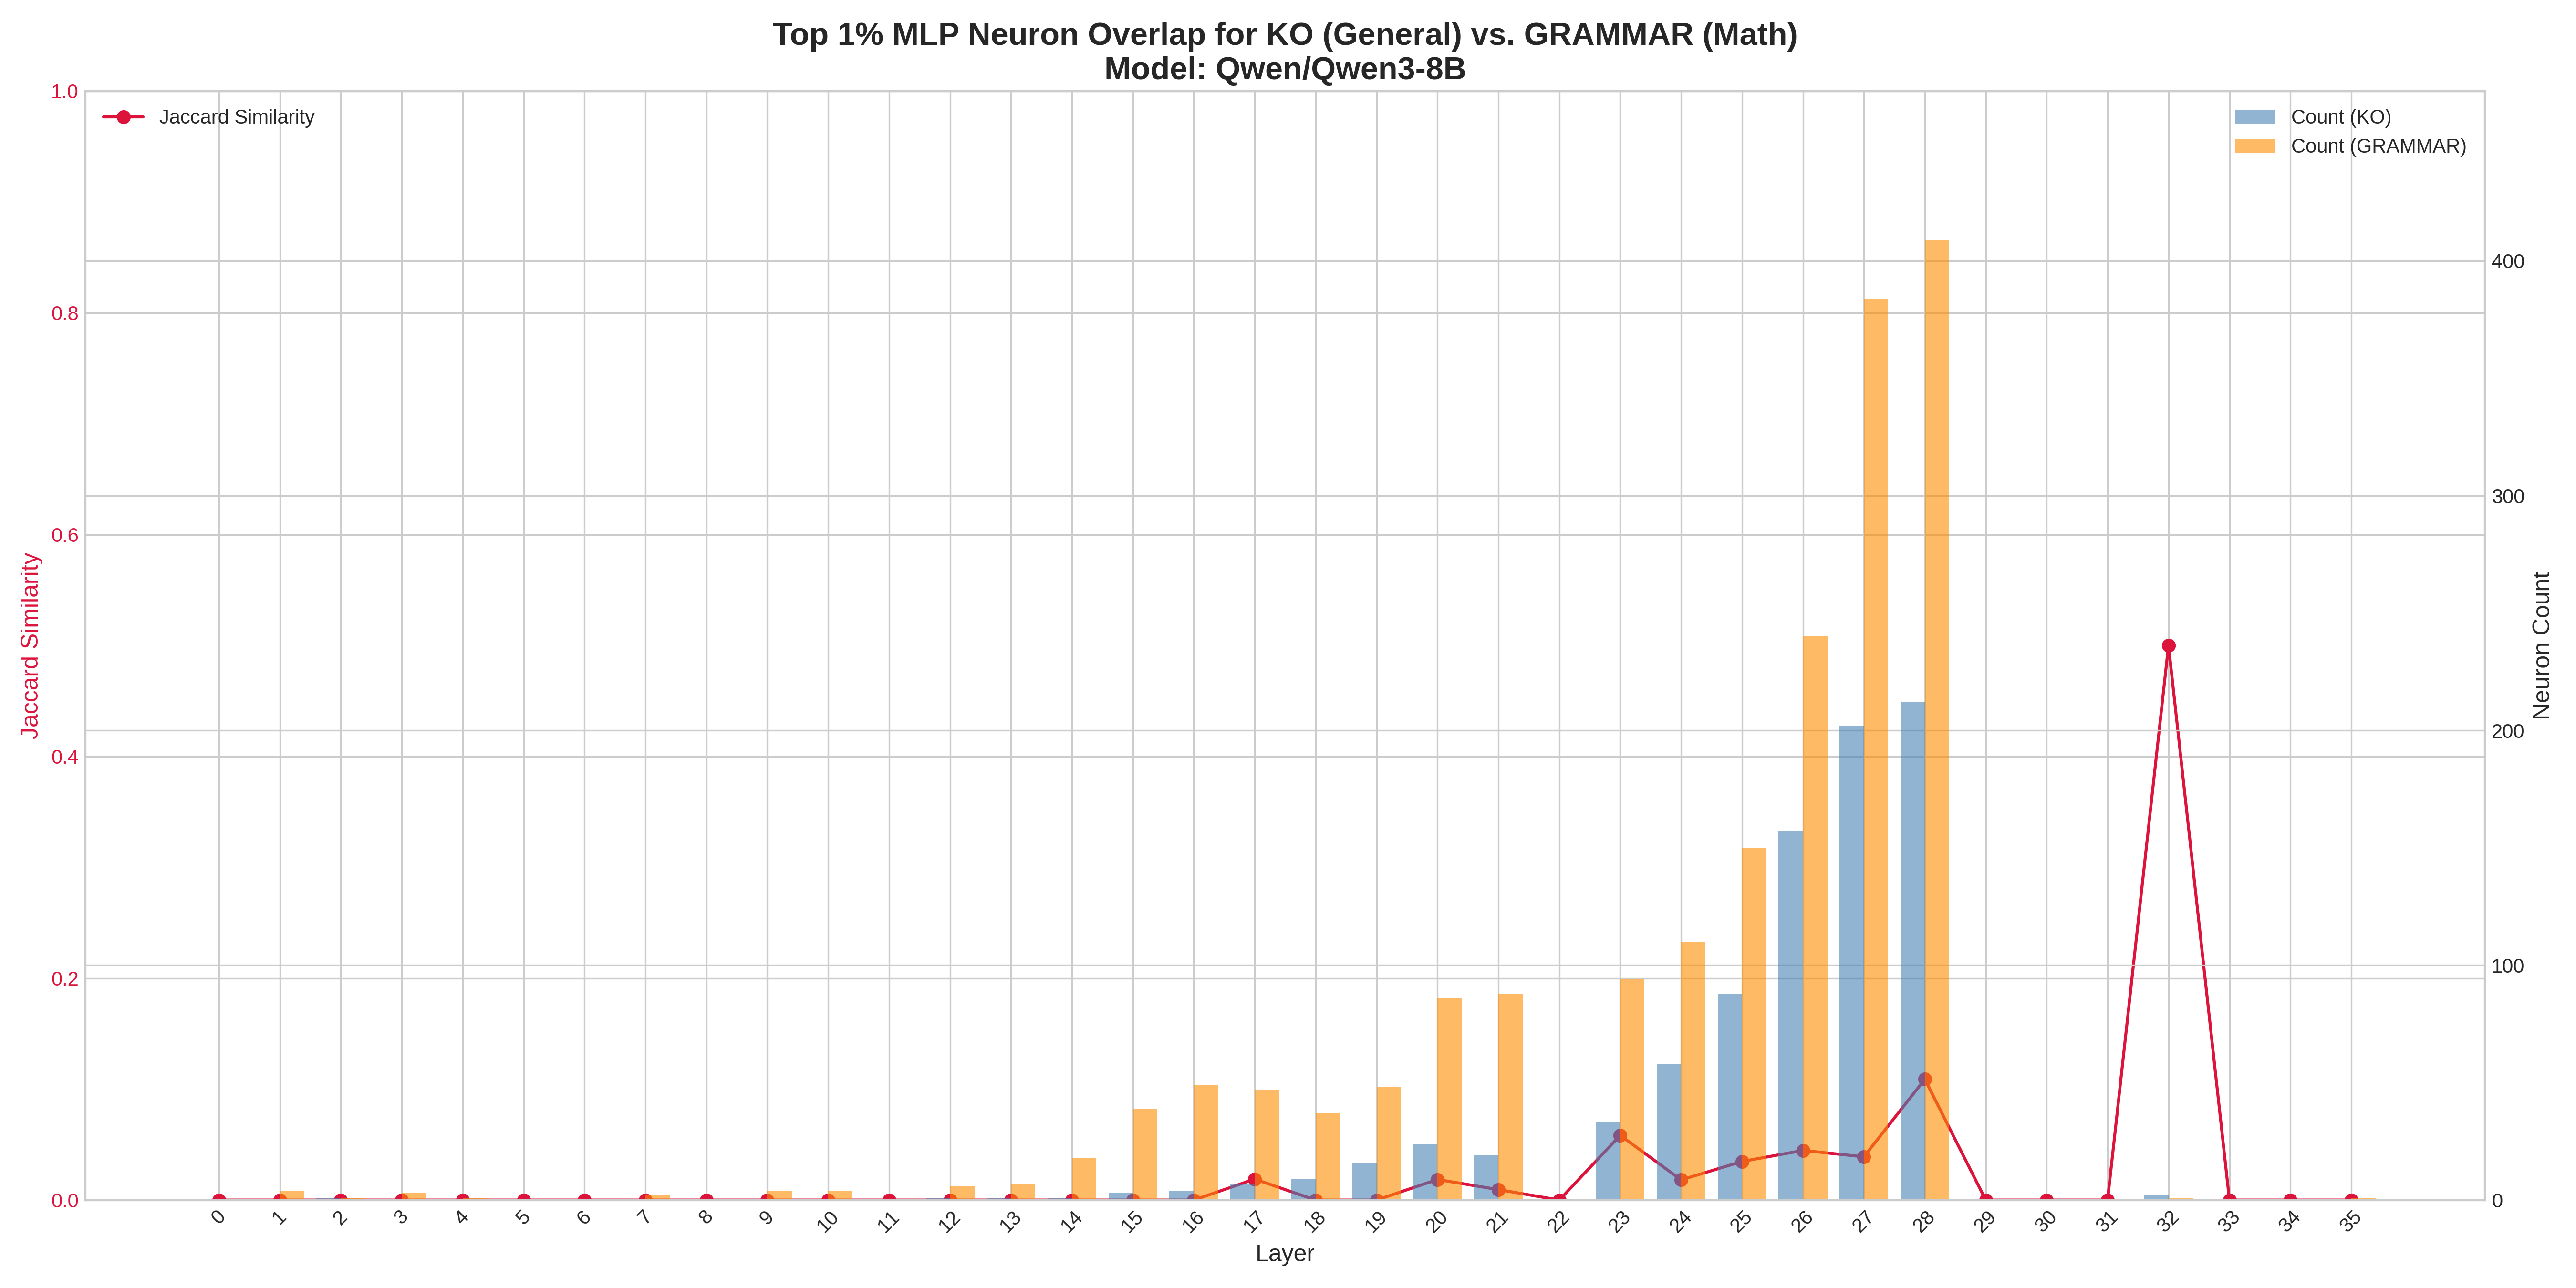 Top 1% MLP Neuron Overlap for KO (General) vs. GRAMMAR (Math)
Model: Qwen/Qwen3-8B
Jaccard Similarity
Count (KO)
Count (GRAMMAR)
1.0
0.8
0.6
0.4
0.2
0.0
Jaccard Similarity
400
300
200
100
0
Neuron Count
0 1 2 3 4 5 6 7 8 9 10 11 12 13 14 15 16 17 18 19 20 21 22 23 24 25 26 27 28 29 30 31 32 33 34 35
Layer